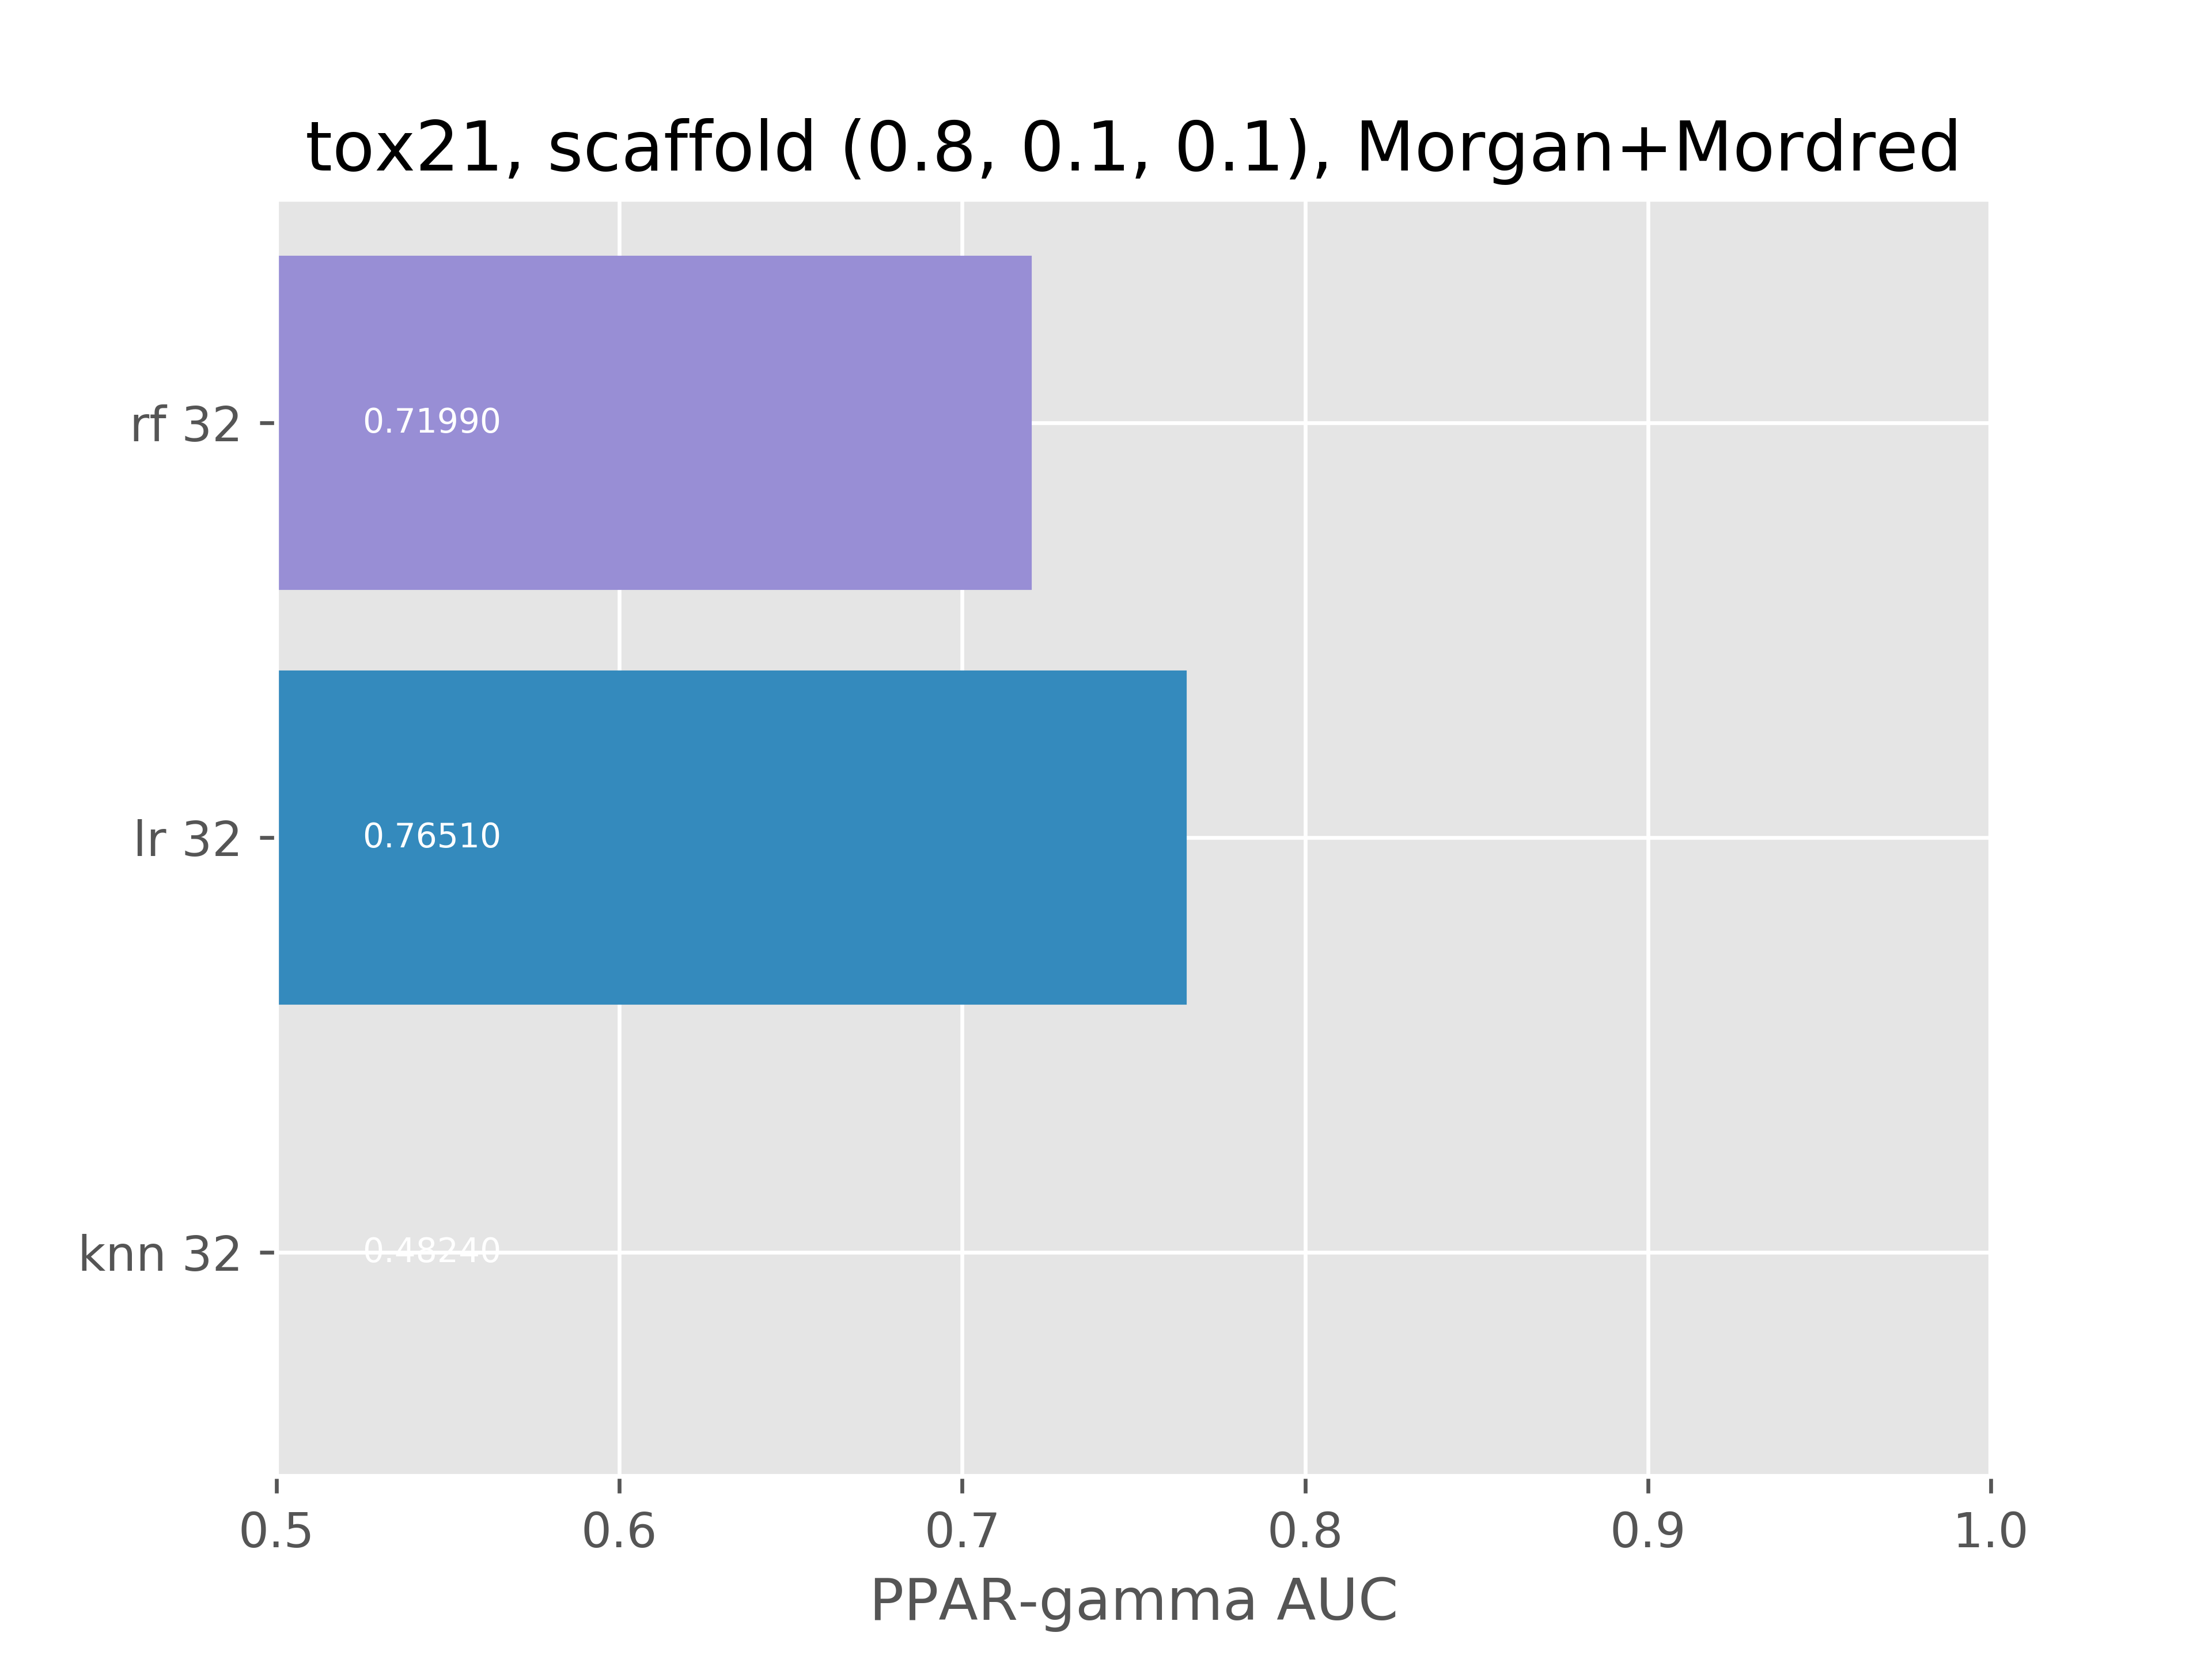 tox21, scaffold (0.8, 0.1, 0.1), Morgan+Mordred
rf 32
0.71990
lr 32
0.76510
knn 32
0.48240
0.5 0.6 0.7 0.8 0.9 1.0
PPAR-gamma AUC